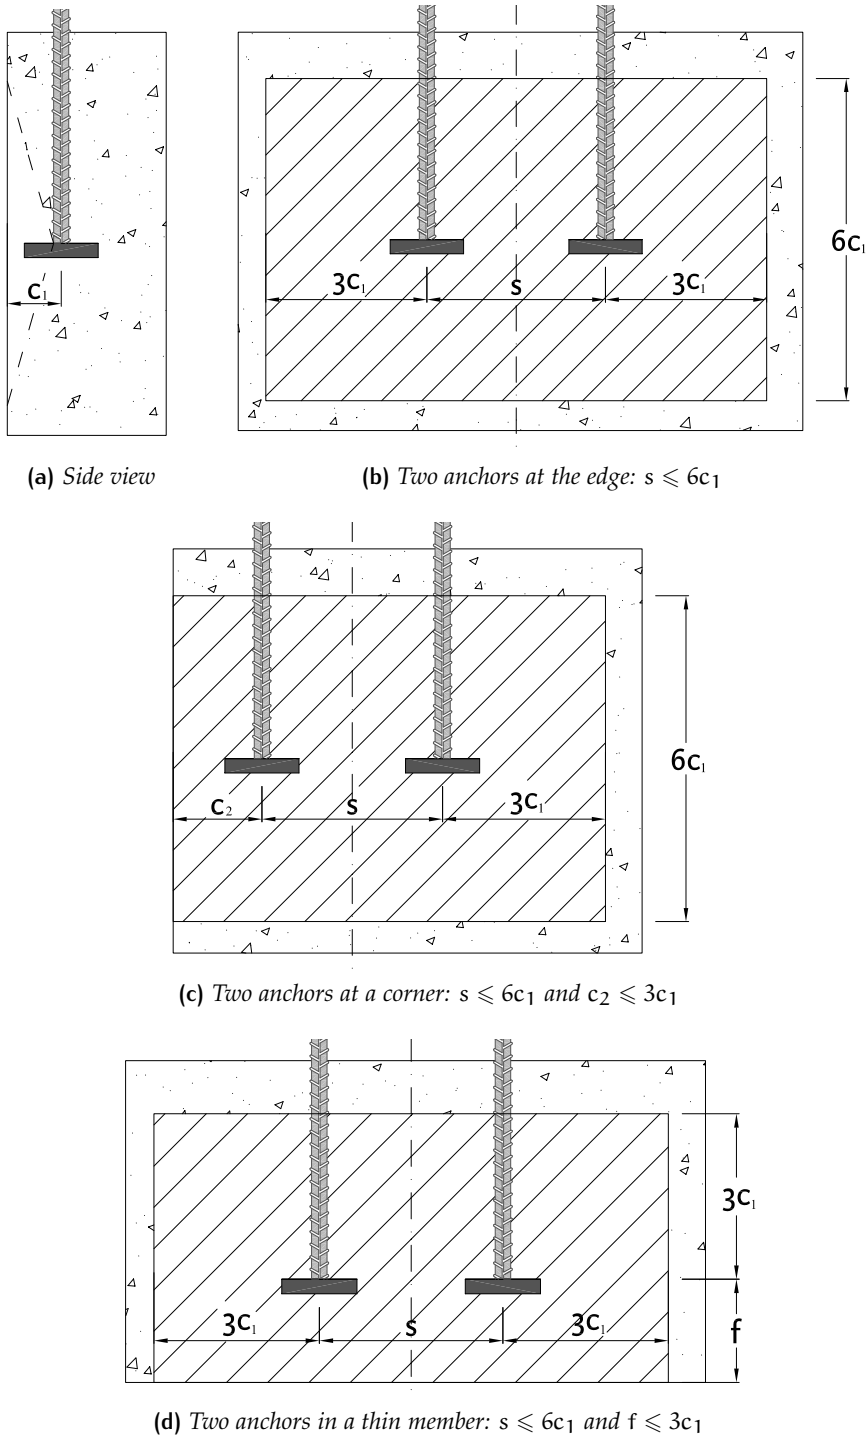 6c₁
3c₁ s 3c₁
c₁
(a) Side view (b) Two anchors at the edge: s ⩽ 6c₁
6c₁
c₂ s 3c₁
(c) Two anchors at a corner: s ⩽ 6c₁ and c₂ ⩽ 3c₁
3c₁
3c₁ s 3c₁ f
(d) Two anchors in a thin member: s ⩽ 6c₁ and f ⩽ 3c₁